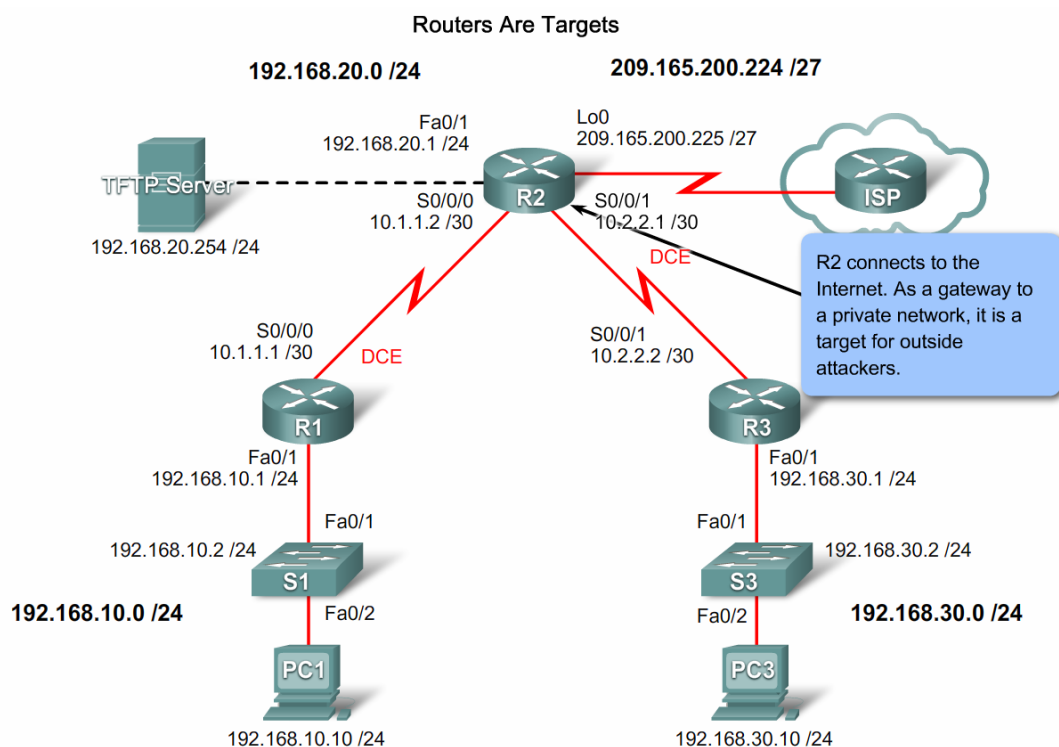 Routers Are Targets
192.168.20.0 /24
209.165.200.224 /27
Fa0/1
192.168.20.1 /24
Lo0
209.165.200.225 /27
TFTP Server
R2
ISP
S0/0/0
10.1.1.2 /30
S0/0/1
10.2.2.1 /30
192.168.20.254 /24
DCE
R2 connects to the
Internet. As a gateway to
a private network, it is a
target for outside
attackers.
S0/0/0
10.1.1.1 /30
DCE
S0/0/1
10.2.2.2 /30
R1
R3
Fa0/1
192.168.10.1 /24
Fa0/1
192.168.30.1 /24
Fa0/1
Fa0/1
192.168.10.2 /24
192.168.30.2 /24
S1
S3
192.168.10.0 /24
Fa0/2
Fa0/2
192.168.30.0 /24
PC1
PC3
192.168.10.10 /24
192.168.30.10 /24